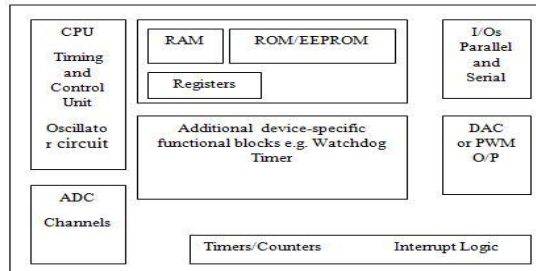 CPU
Timing
and
Control
Unit
Oscillato
r circuit
RAM
ROM/EEPROM
Registers
I/Os
Parallel
and
Serial
Additional device-specific
functional blocks e.g. Watchdog
Timer
DAC
or PWM
O/P
ADC
Channels
Timers/Counters Interrupt Logic